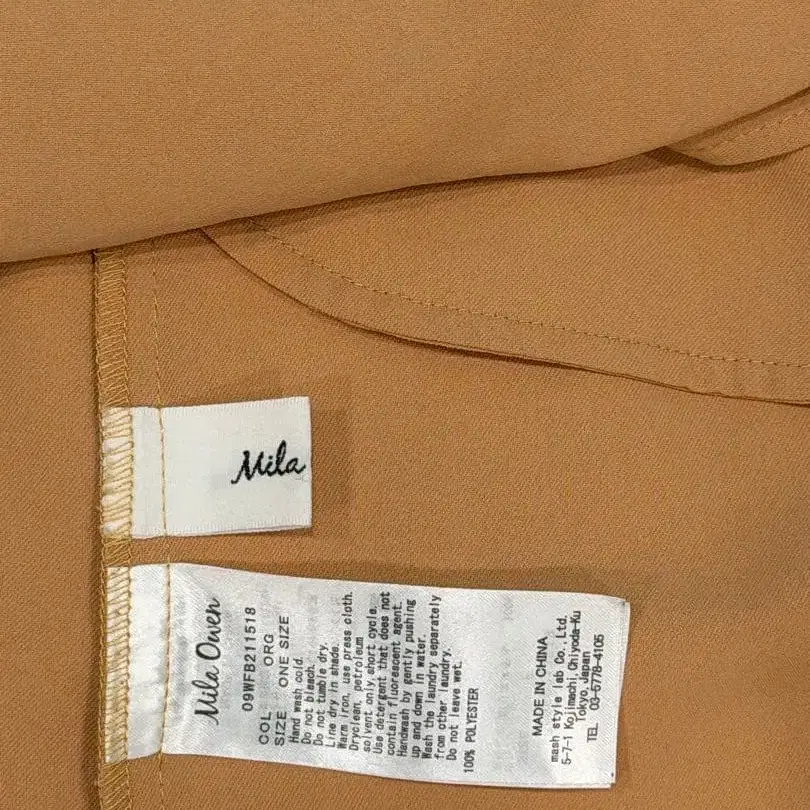 Mila
Mila Owen
09WFB211518
COL ORG
SIZE ONE SIZE
Hand wash cold.
Do not bleach.
Do not tumble dry.
Line dry in shade.
Warm iron, use press cloth.
Dryclean, petroleum
solvent only,short cycle.
Use detergent that does not
contain fluorescent agent.
Handwash by gently pushing
up and down in water.
Wash the laundry separately
from other laundry.
Do not leave wet.
100% POLYESTER
MADE IN CHINA
mash style lab Co.,Ltd.
5-7-1 Kojimachi,Chiyoda-Ku
Tokyo,Japan
TEL 03-5778-4105